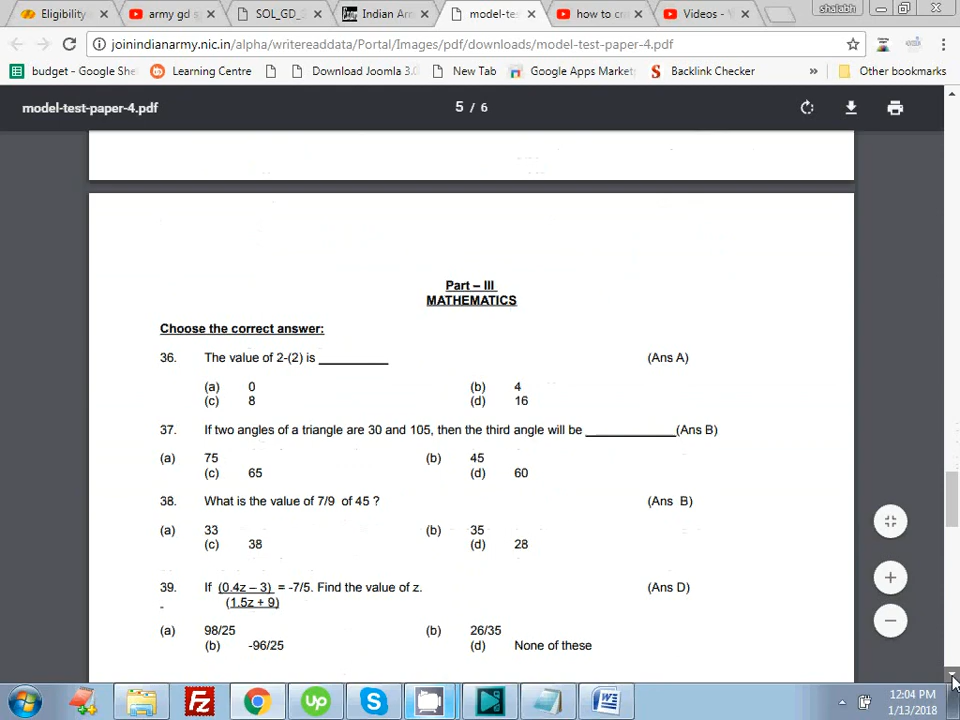 Eligibility
army gd s
SOL_GD_
Indian Arm
model-tes
how to cra
Videos -
shalabh
joinindianarmy.nic.in/alpha/writereaddata/Portal/Images/pdf/downloads/model-test-paper-4.pdf
budget - Google She
Learning Centre
Download Joomla 3.0
New Tab
Google Apps Market
Backlink Checker
»
Other bookmarks
model-test-paper-4.pdf
5 / 6
Part – III
MATHEMATICS
Choose the correct answer:
36. The value of 2-(2) is __________ (Ans A)
(a) 0 (b) 4
(c) 8 (d) 16
37. If two angles of a triangle are 30 and 105, then the third angle will be _____________(Ans B)
(a) 75 (b) 45
(c) 65 (d) 60
38. What is the value of 7/9 of 45 ? (Ans B)
(a) 33 (b) 35
(c) 38 (d) 28
39. If (0.4z – 3) = -7/5. Find the value of z. (Ans D)
(1.5z + 9)
(a) 98/25 (b) 26/35
(b) -96/25 (d) None of these
12:04 PM
1/13/2018